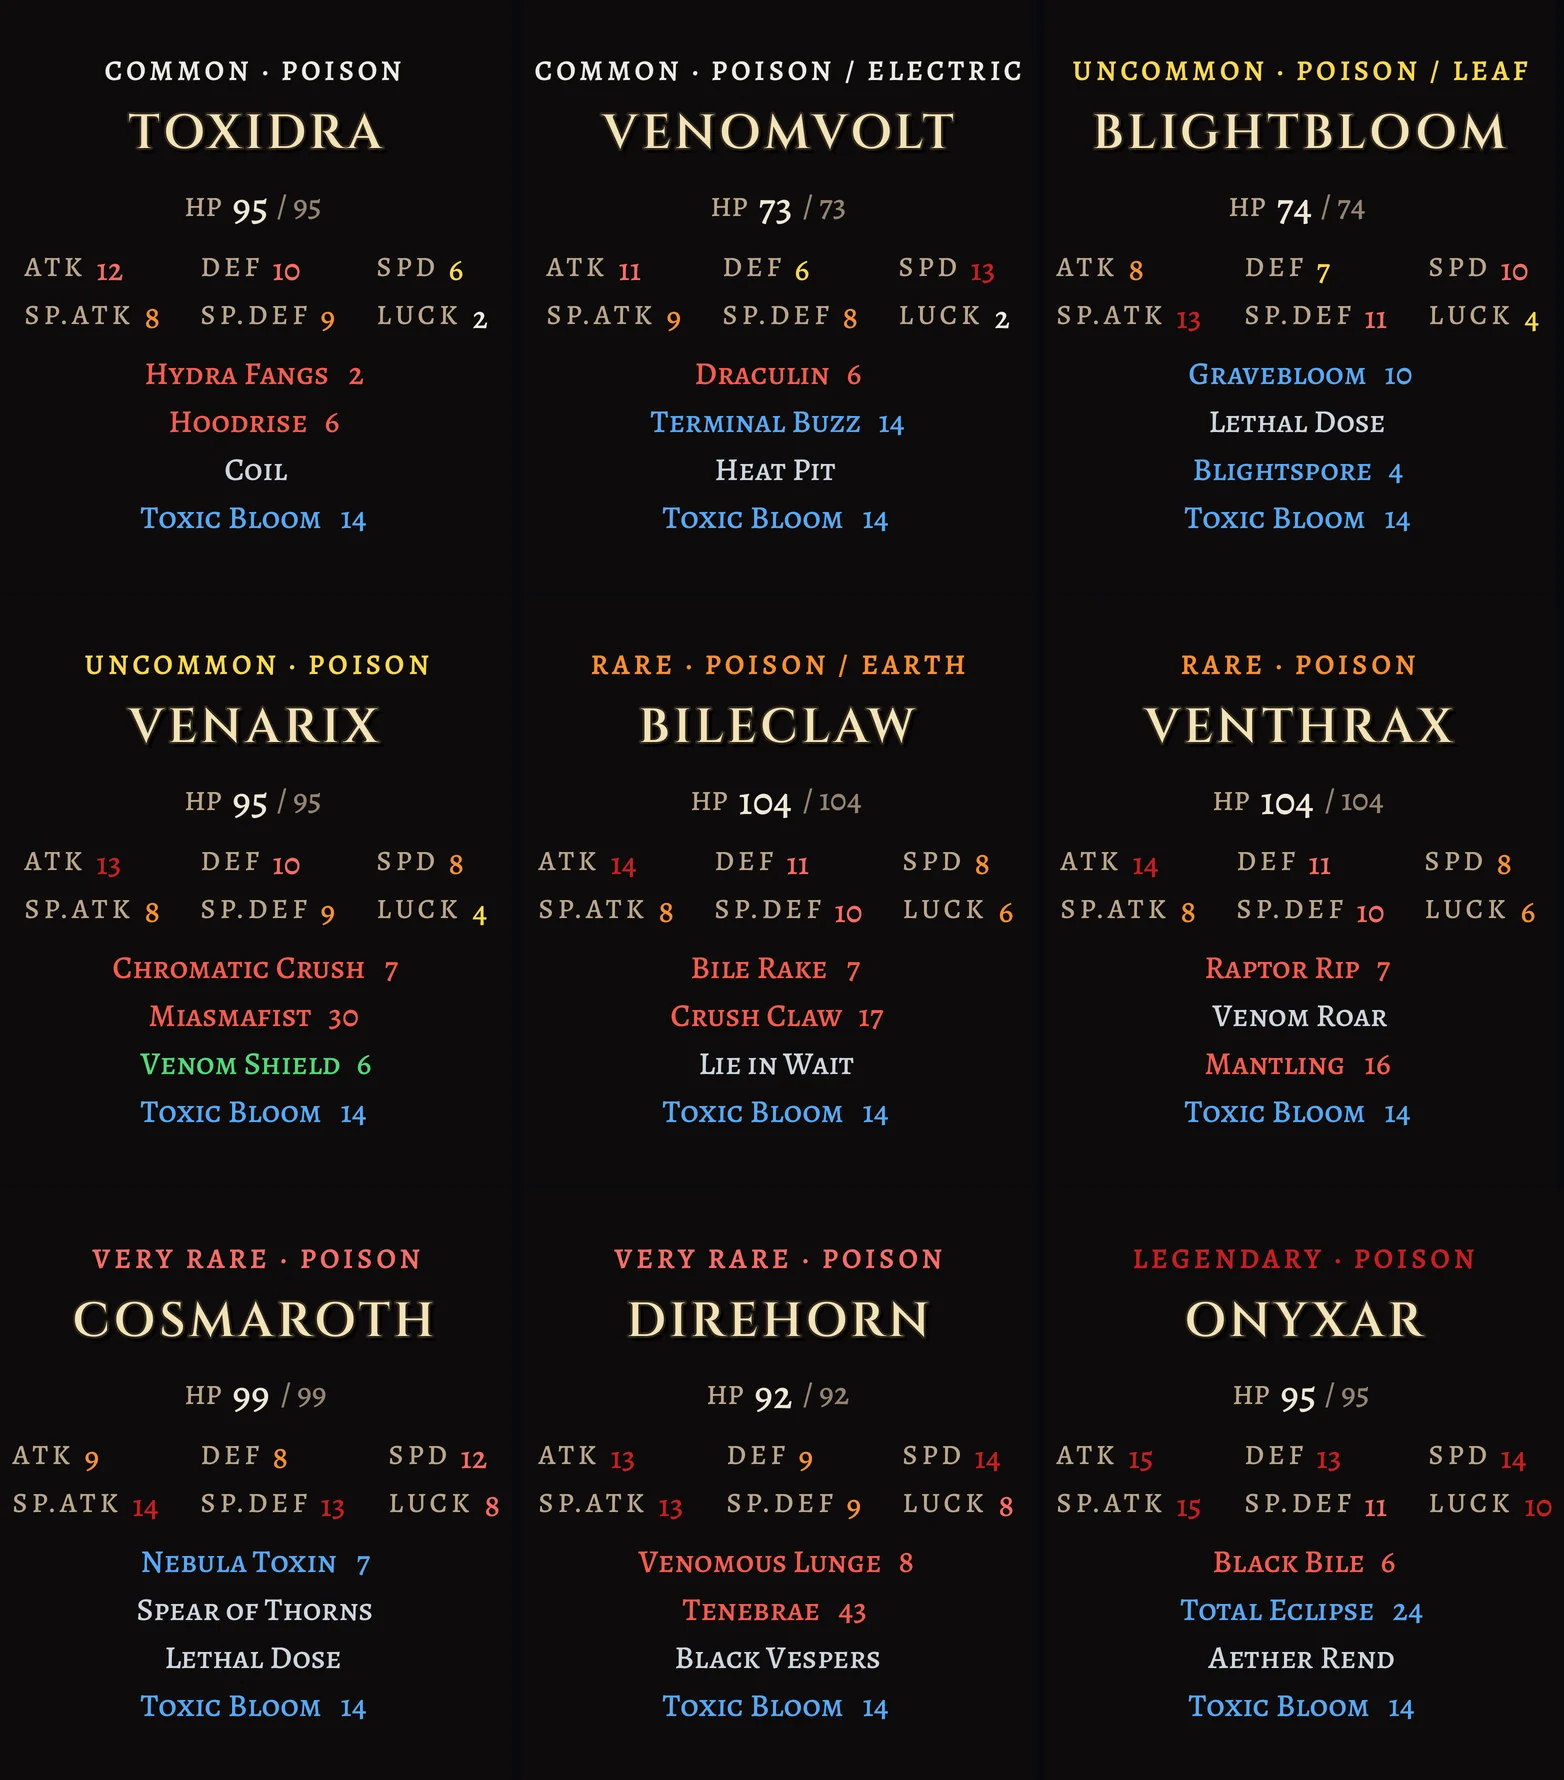 COMMON · POISON
TOXIDRA
HP 95 / 95
ATK 12 DEF 10 SPD 6
SP.ATK 8 SP.DEF 9 LUCK 2
HYDRA FANGS 2
HOODRISE 6
COIL
TOXIC BLOOM 14
COMMON · POISON / ELECTRIC
VENOMVOLT
HP 73 / 73
ATK 11 DEF 6 SPD 13
SP.ATK 9 SP.DEF 8 LUCK 2
DRACULIN 6
TERMINAL BUZZ 14
HEAT PIT
TOXIC BLOOM 14
UNCOMMON · POISON / LEAF
BLIGHTBLOOM
HP 74 / 74
ATK 8 DEF 7 SPD 10
SP.ATK 13 SP.DEF 11 LUCK 4
GRAVEBLOOM 10
LETHAL DOSE
BLIGHTSPORE 4
TOXIC BLOOM 14
UNCOMMON · POISON
VENARIX
HP 95 / 95
ATK 13 DEF 10 SPD 8
SP.ATK 8 SP.DEF 9 LUCK 4
CHROMATIC CRUSH 7
MIASMAFIST 30
VENOM SHIELD 6
TOXIC BLOOM 14
RARE · POISON / EARTH
BILECLAW
HP 104 / 104
ATK 14 DEF 11 SPD 8
SP.ATK 8 SP.DEF 10 LUCK 6
BILE RAKE 7
CRUSH CLAW 17
LIE IN WAIT
TOXIC BLOOM 14
RARE · POISON
VENTHRAX
HP 104 / 104
ATK 14 DEF 11 SPD 8
SP.ATK 8 SP.DEF 10 LUCK 6
RAPTOR RIP 7
VENOM ROAR
MANTLING 16
TOXIC BLOOM 14
VERY RARE · POISON
COSMAROTH
HP 99 / 99
ATK 9 DEF 8 SPD 12
SP.ATK 14 SP.DEF 13 LUCK 8
NEBULA TOXIN 7
SPEAR OF THORNS
LETHAL DOSE
TOXIC BLOOM 14
VERY RARE · POISON
DIREHORN
HP 92 / 92
ATK 13 DEF 9 SPD 14
SP.ATK 13 SP.DEF 9 LUCK 8
VENOMOUS LUNGE 8
TENEBRAE 43
BLACK VESPERS
TOXIC BLOOM 14
LEGENDARY · POISON
ONYXAR
HP 95 / 95
ATK 15 DEF 13 SPD 14
SP.ATK 15 SP.DEF 11 LUCK 10
BLACK BILE 6
TOTAL ECLIPSE 24
AETHER REND
TOXIC BLOOM 14